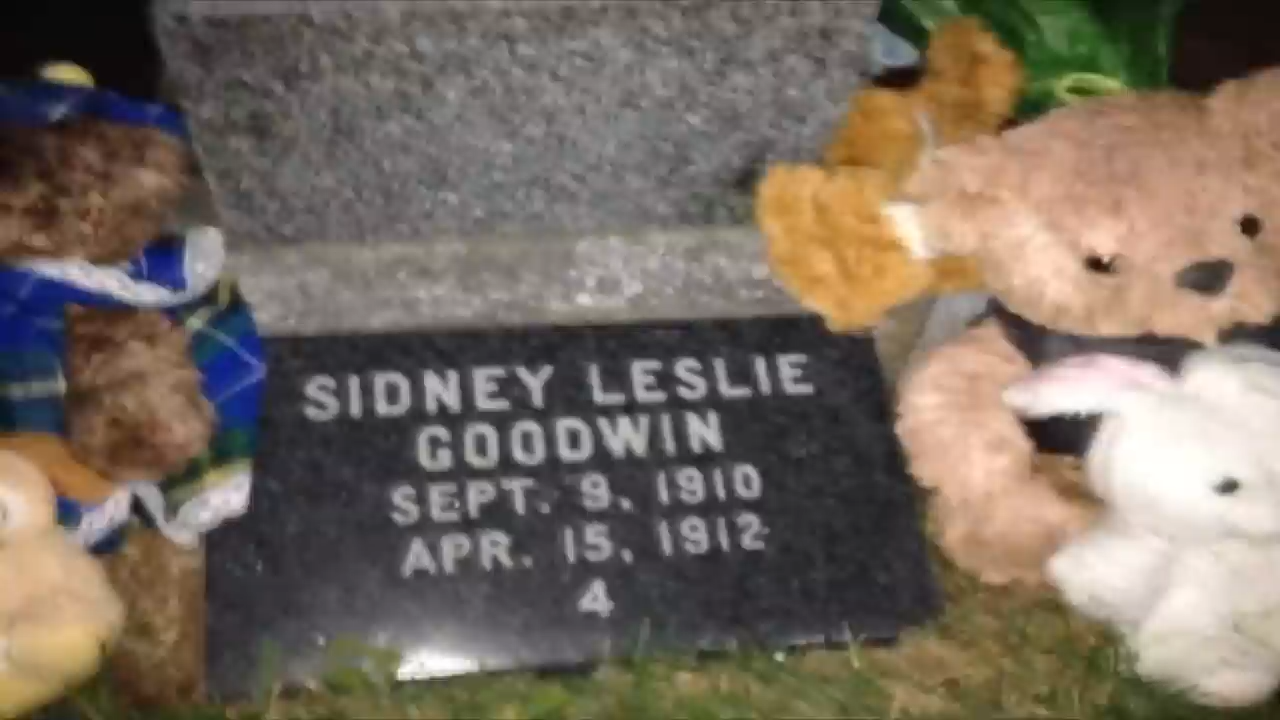 SIDNEY LESLIE
GOODWIN
SEPT. 9, 1910
APR. 15, 1912
4